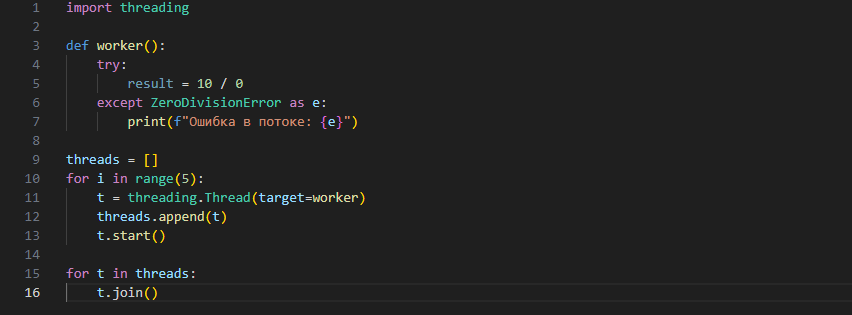 1 import threading
2
3 def worker():
4     try:
5         result = 10 / 0
6     except ZeroDivisionError as e:
7         print(f"Ошибка в потоке: {e}")
8
9 threads = []
10 for i in range(5):
11     t = threading.Thread(target=worker)
12     threads.append(t)
13     t.start()
14
15 for t in threads:
16     t.join()